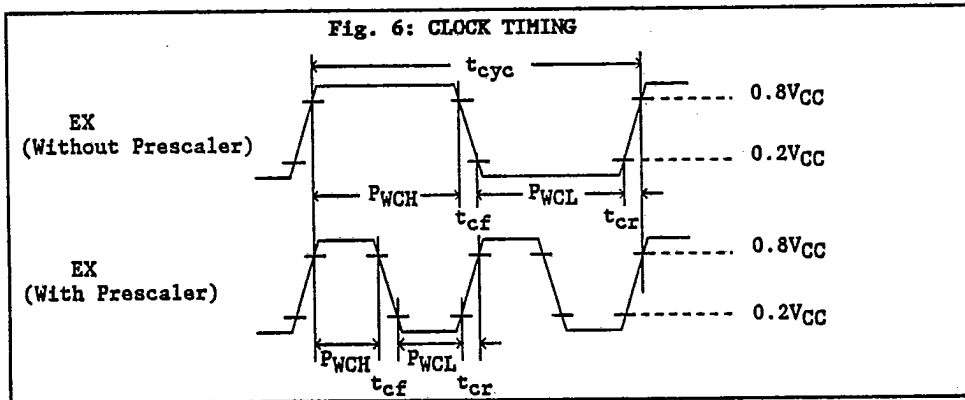 Fig. 6: CLOCK TIMING
tcyc
0.8VCC
EX
(Without Prescaler)
0.2VCC
PWCH
tcf
PWCL
tcr
0.8VCC
EX
(With Prescaler)
0.2VCC
PWCH
tcf
PWCL
tcr